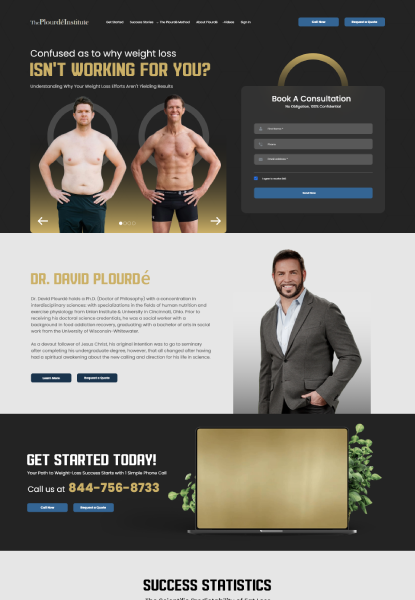 The Plourdé Institute
Get Started Success Stories The Plourdé Method About Plourdé Videos Sign In
Call Now Request a Quote
Confused as to why weight loss
ISN'T WORKING FOR YOU?
Understanding Why Your Weight Loss Efforts Aren't Yielding Results
Book A Consultation
No Obligation. 100% Confidential
Phone
Send Now
DR. DAVID PLOURDé
Dr. David Plourdé holds a Ph.D. (Doctor of Philosophy) with a concentration in
interdisciplinary sciences; with specializations in the fields of human nutrition and
exercise physiology from Union Institute & University in Cincinnati, Ohio. Prior to
receiving his doctoral science credentials, he was a social worker with a
background in food addiction recovery, graduating with a bachelor of arts in social
work from the University of Wisconsin-Whitewater.
As a devout follower of Jesus Christ, his original intention was to go to seminary
after completing his undergraduate degree; however, that all changed after having
had a spiritual awakening about the new calling and direction for his life in science.
Learn More Request a Quote
GET STARTED TODAY!
Your Path to Weight-Loss Success Starts with 1 Simple Phone Call
Call us at 844-756-8733
Call Now Request a Quote
SUCCESS STATISTICS
The Scientific Predictability of Fat Loss